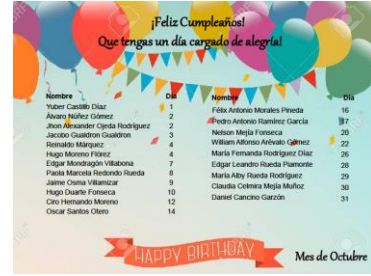 ¡Feliz Cumpleaños!
Que tengas un día cargado de alegría!
Nombre Día
Yuber Castillo Díaz 1
Álvaro Núñez Gómez 2
Jhon Alexander Ojeda Rodríguez 2
Jacobo Gualdron Gualdron 3
Reinaldo Márquez 4
Hugo Moreno Flórez 4
Edgar Mondragón Villabona 7
Paola Marcela Redondo Rueda 8
Jaime Osma Villamizar 9
Hugo Duarte Fonseca 10
Ciro Hernando Moreno 12
Oscar Santos Otero 14
Nombre Día
Félix Antonio Morales Pineda 16
Pedro Antonio Ramírez García 17
Nelson Mejía Fonseca 20
William Alfonso Arévalo Gómez 22
María Fernanda Rodríguez Díaz 26
Edgar Leandro Rueda Piamonte 28
María Alby Rueda Rodríguez 29
Claudia Celmira Mejía Muñoz 30
Daniel Cancino Garzón 31
HAPPY BIRTHDAY
Mes de Octubre